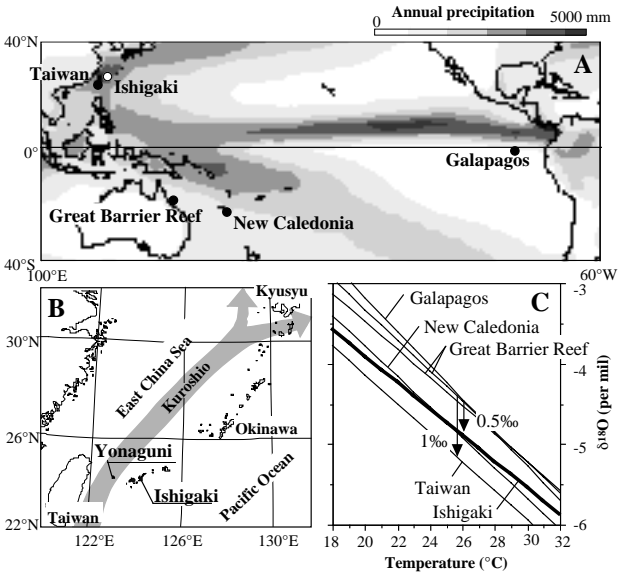 Annual precipitation
0 5000 mm
40°N
A
Taiwan
Ishigaki
0°
Galapagos
Great Barrier Reef
New Caledonia
40°S
100°E 60°W
B
Kyusyu
30°N
East China Sea
Kuroshio
Okinawa
26°N
Yonaguni
Ishigaki
Pacific Ocean
Taiwan
22°N
122°E 126°E 130°E
C
-3
Galapagos
New Caledonia
Great Barrier Reef
-4
0.5‰
1‰
-5
Taiwan
Ishigaki
-6
δ¹⁸O (per mil)
18 20 22 24 26 28 31 32
Temperature (°C)